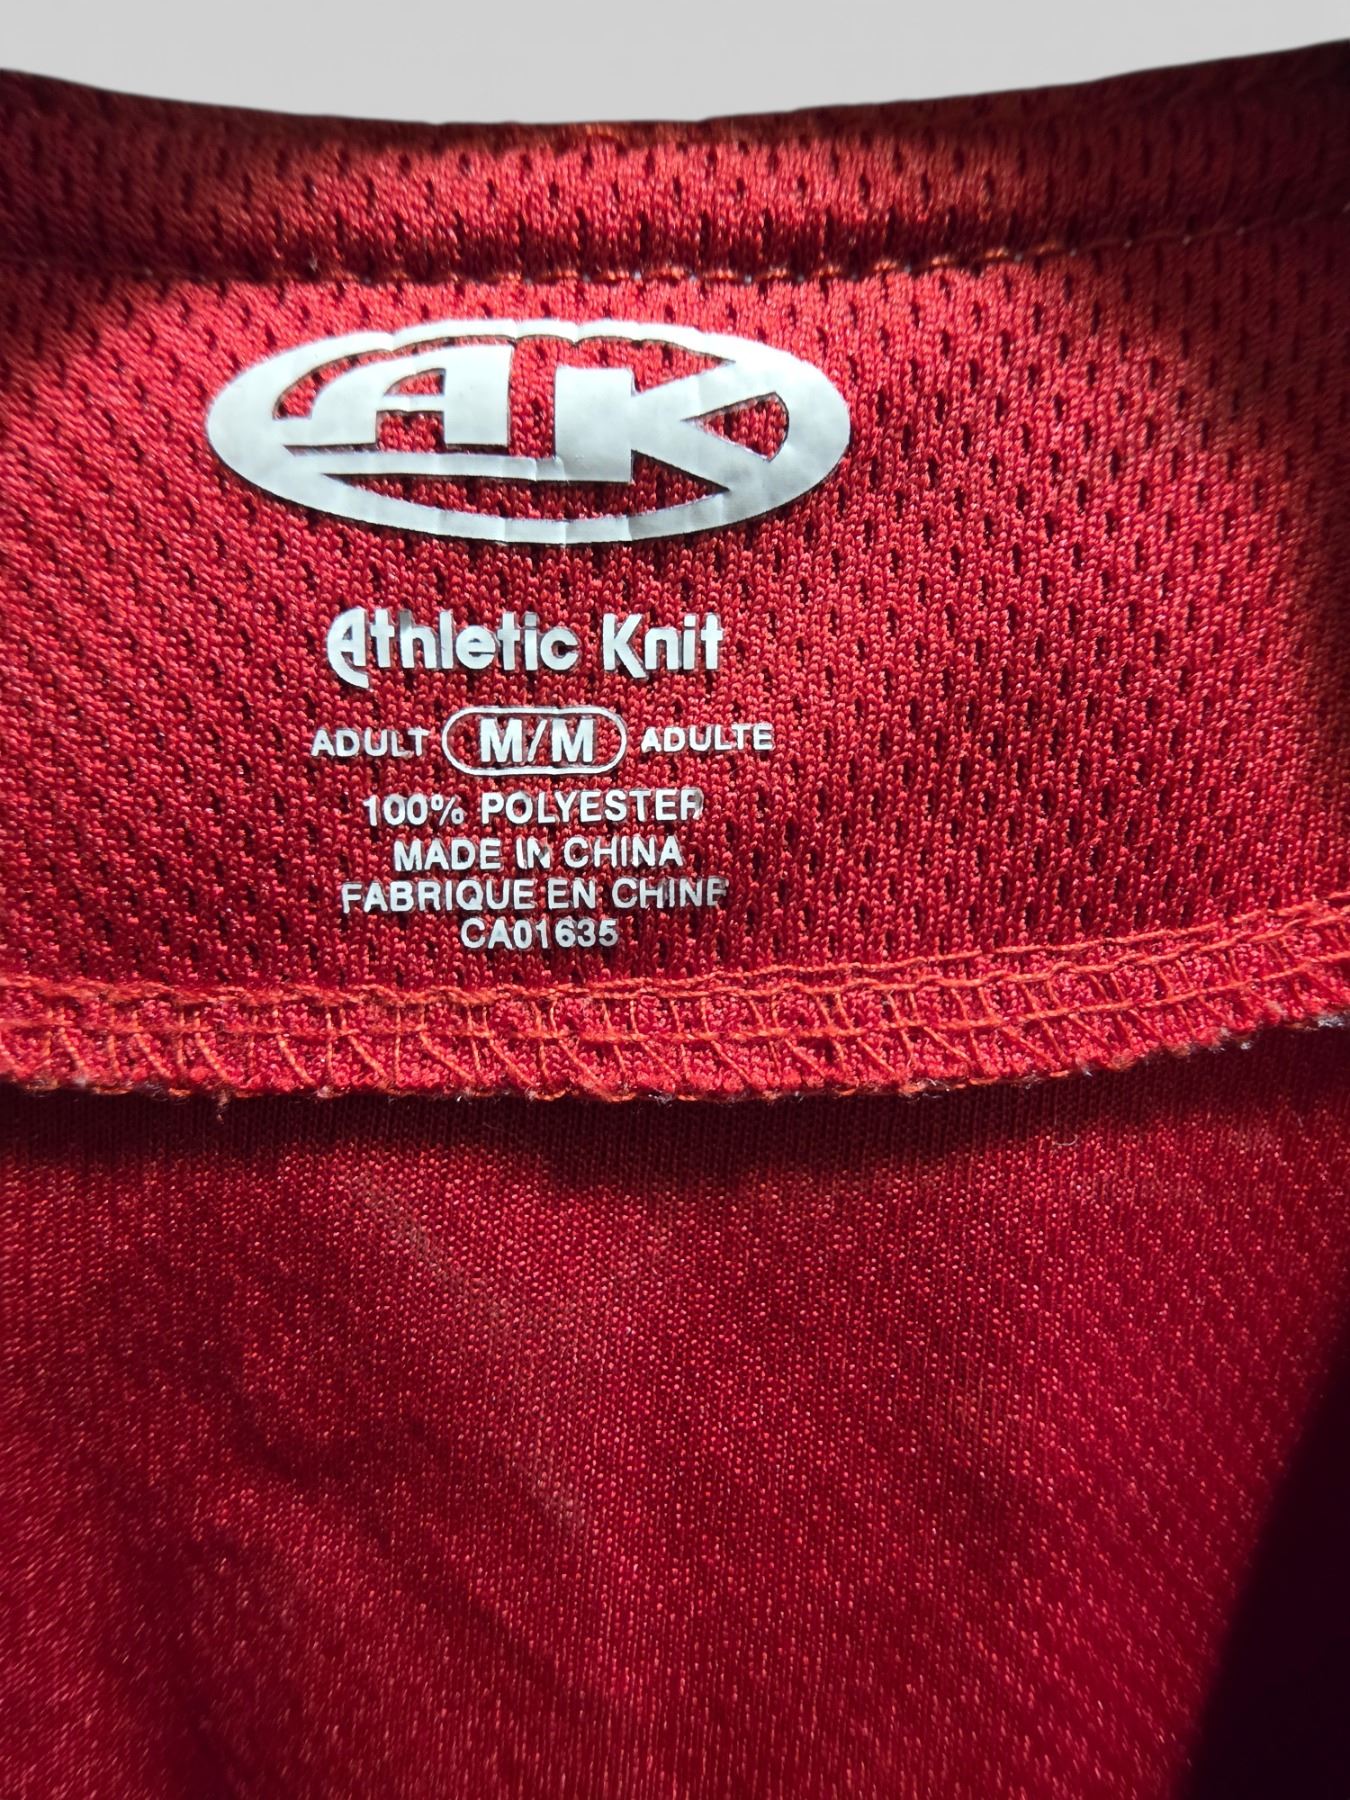 AK
Athletic Knit
ADULT M/M ADULTE
100% POLYESTER
MADE IN CHINA
FABRIQUE EN CHINE
CA01635